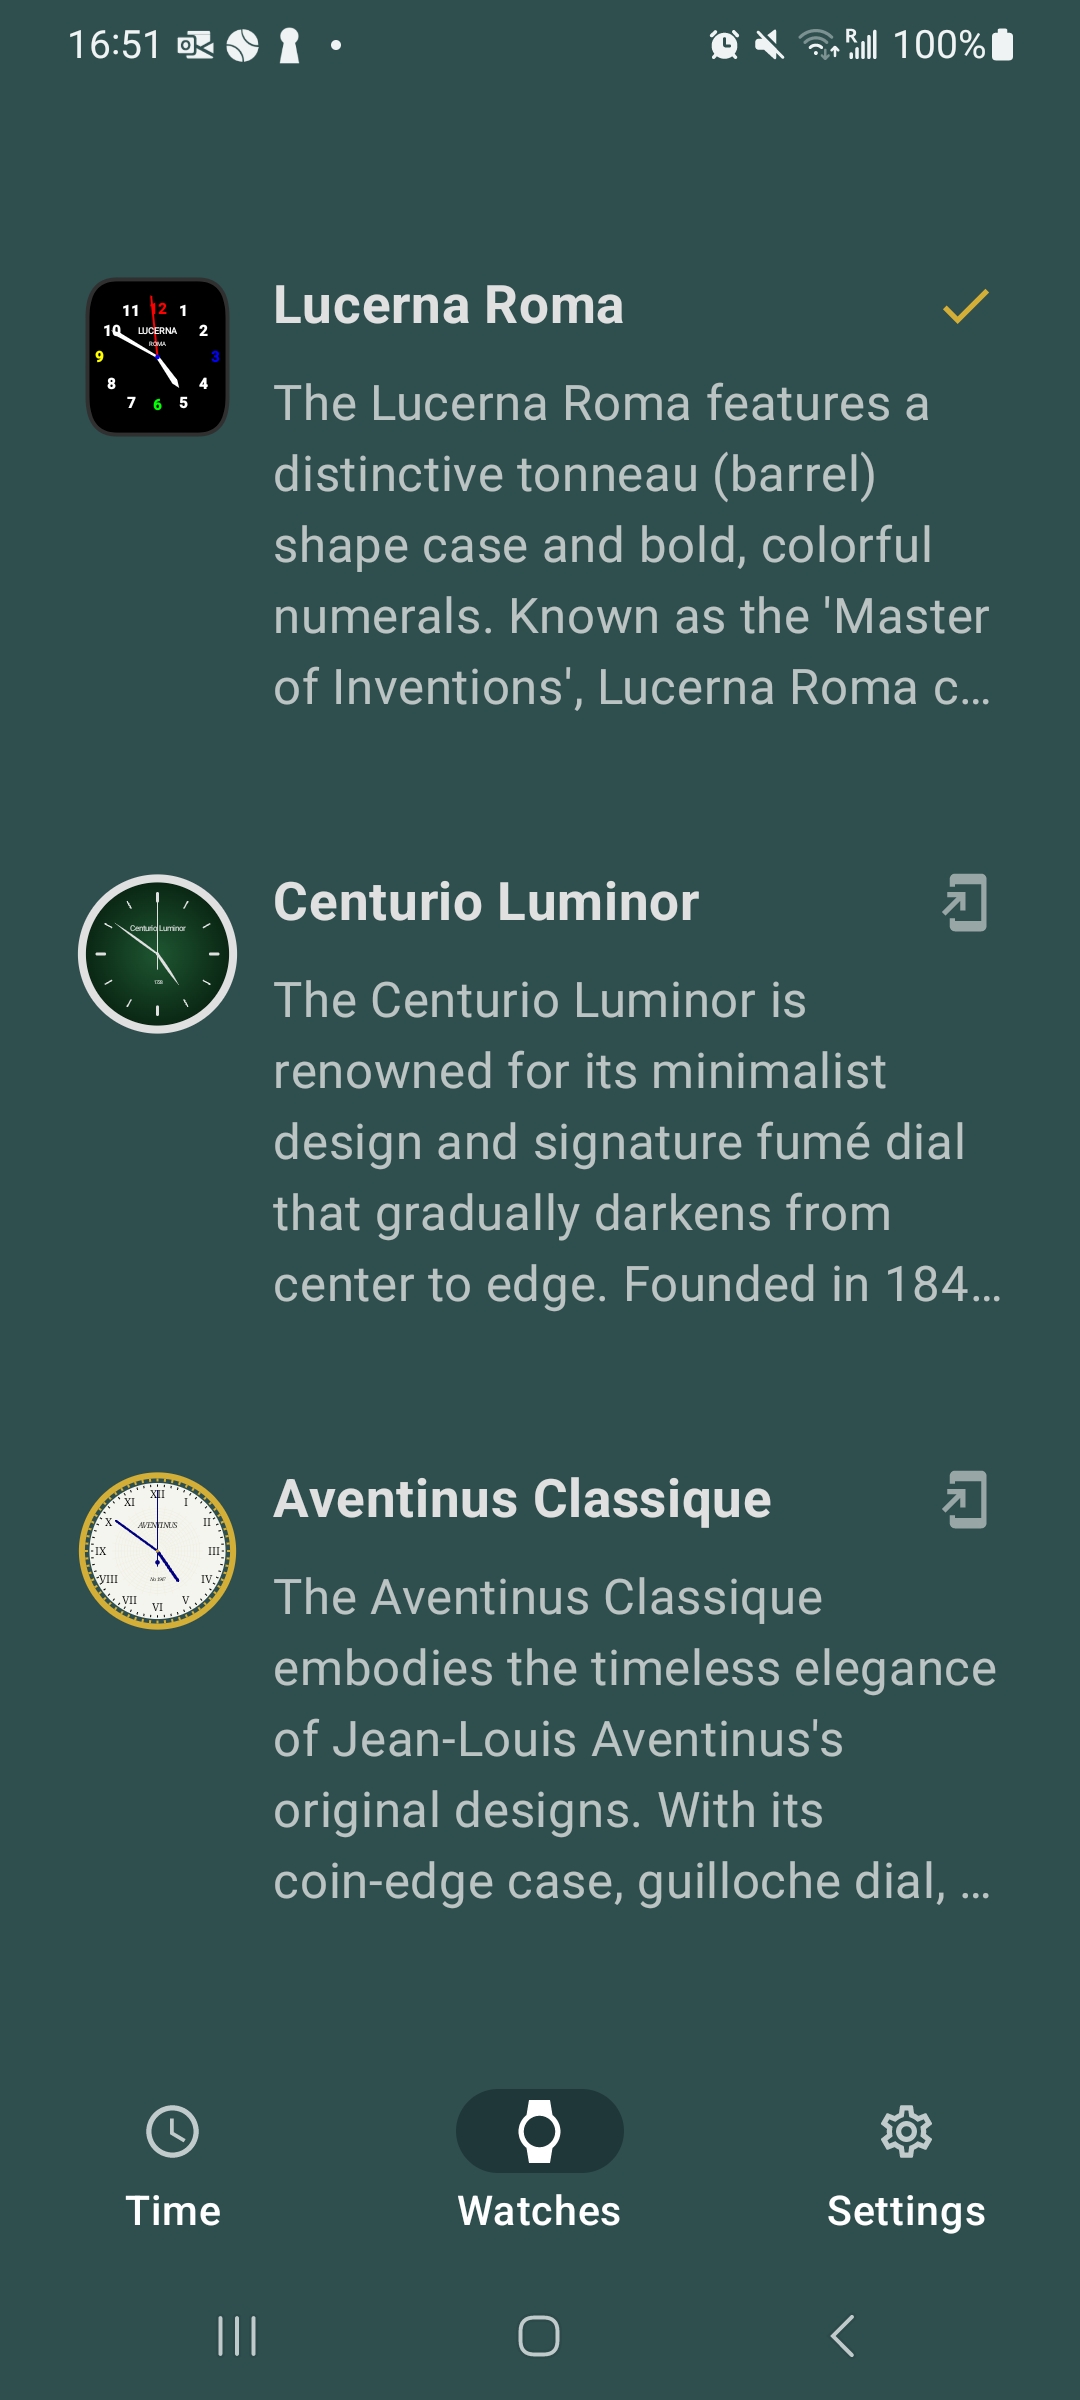 16:51
R
100%
11 12 1
10 LUCERNA 2
ROMA
9 3
8 4
7 6 5
Lucerna Roma
The Lucerna Roma features a
distinctive tonneau (barrel)
shape case and bold, colorful
numerals. Known as the 'Master
of Inventions', Lucerna Roma c…
Centurio Luminor
Centurio Luminor
The Centurio Luminor is
renowned for its minimalist
design and signature fumé dial
that gradually darkens from
center to edge. Founded in 184…
XI XII I
X AVENTINUS II
IX III
VIII IV
VII VI V
Aventinus Classique
The Aventinus Classique
embodies the timeless elegance
of Jean-Louis Aventinus's
original designs. With its
coin-edge case, guilloche dial, …
Time
Watches
Settings